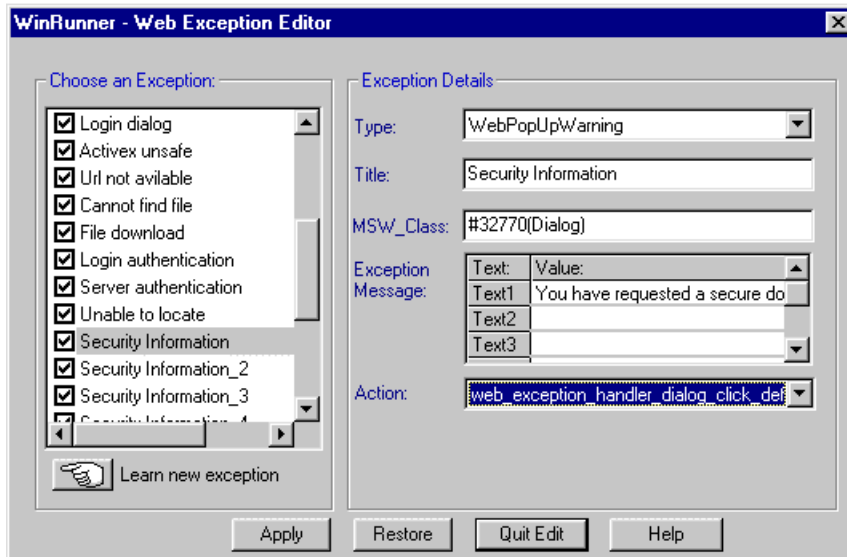 WinRunner - Web Exception Editor
Choose an Exception:
Login dialog
Activex unsafe
Url not avilable
Cannot find file
File download
Login authentication
Server authentication
Unable to locate
Security Information
Security Information_2
Security Information_3
Security Information_4
Learn new exception
Exception Details
Type: WebPopUpWarning
Title: Security Information
MSW_Class: #32770(Dialog)
Exception Message:
Text: Value:
Text1 You have requested a secure do
Text2
Text3
Action: web_exception_handler_dialog_click_def
Apply Restore Quit Edit Help